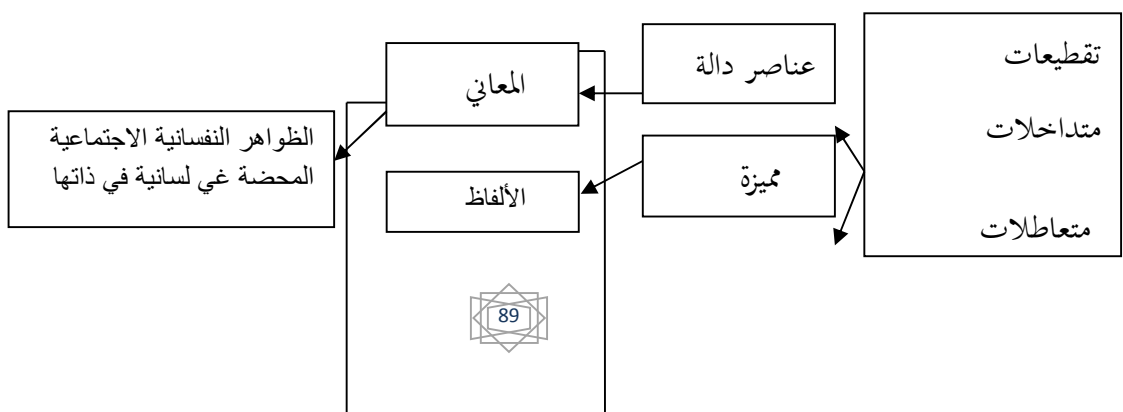 تقطيعات
متداخلات
متعاطلات
عناصر دالة
مميزة
المعاني
الألفاظ
الظواهر النفسانية الاجتماعية
المحضة غي لسانية في ذاتها
89